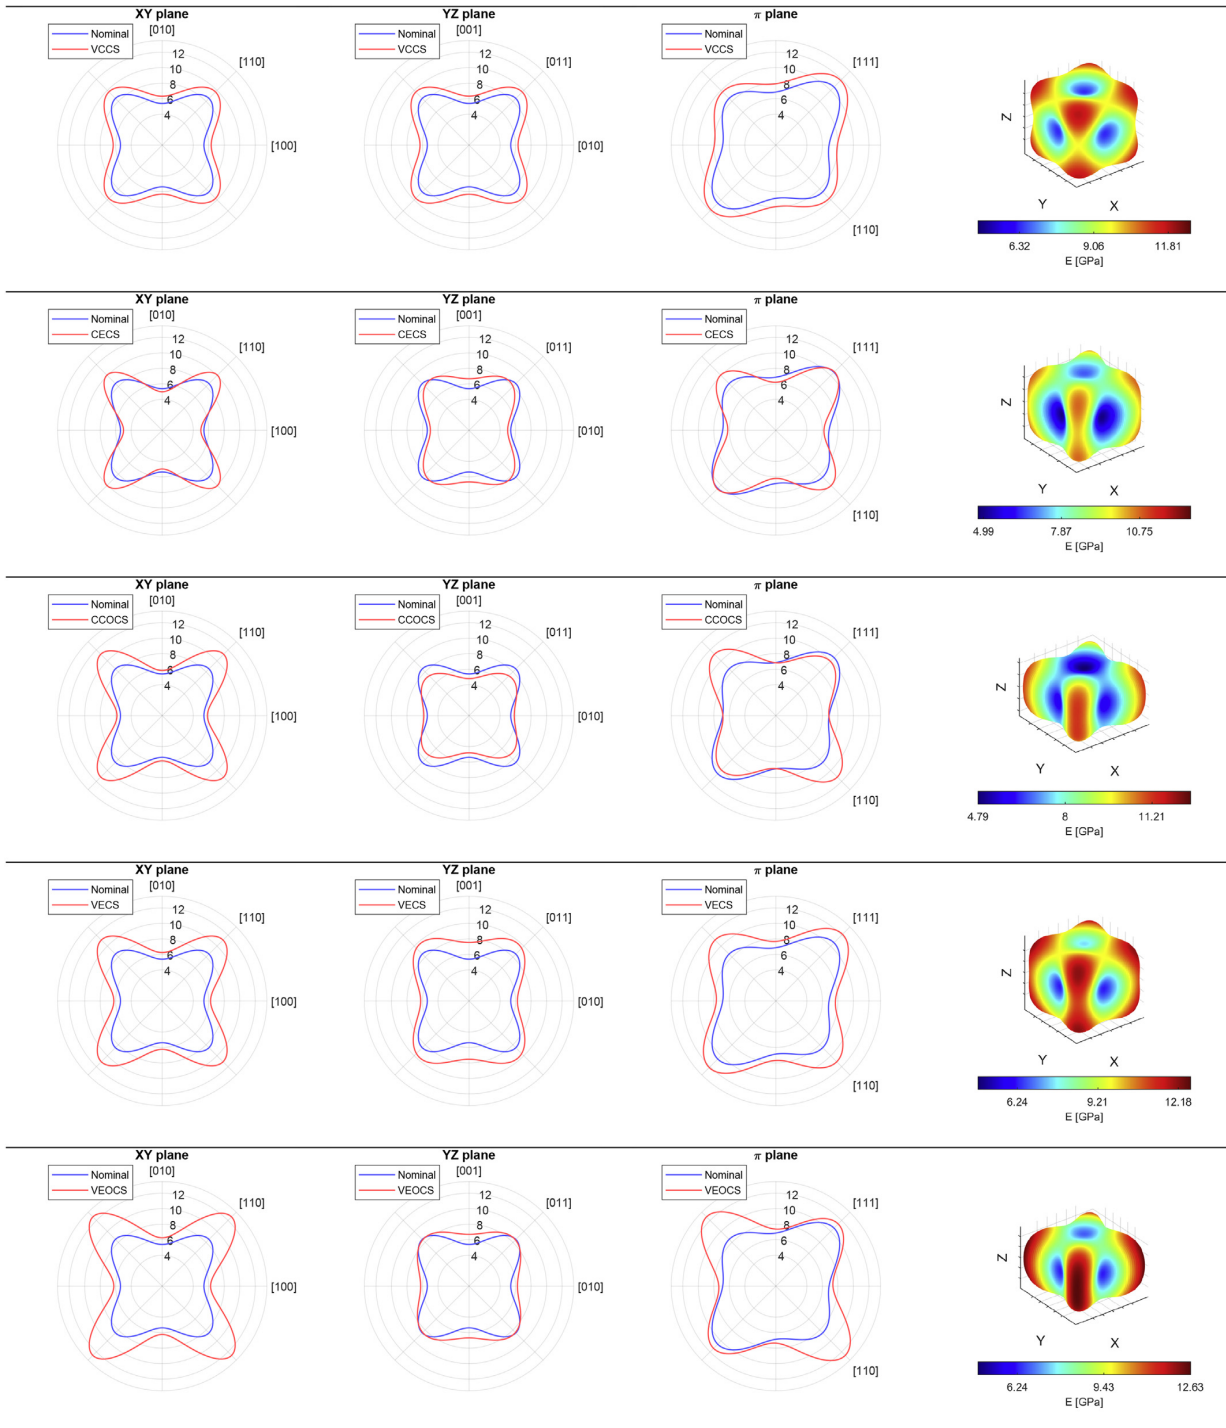 XY plane
[010]
Nominal
VCCS
12
10
8
6
4
[110]
[100]
YZ plane
[001]
Nominal
VCCS
12
10
8
6
4
[011]
[010]
π plane
Nominal
VCCS
12
10
8
6
4
[111]
[110]
Z
Y
X
6.32
9.06
11.81
E [GPa]
XY plane
[010]
Nominal
CECS
12
10
8
6
4
[110]
[100]
YZ plane
[001]
Nominal
CECS
12
10
8
6
4
[011]
[010]
π plane
Nominal
CECS
12
10
8
6
4
[111]
[110]
Z
Y
X
4.99
7.87
10.75
E [GPa]
XY plane
[010]
Nominal
CCOCS
12
10
8
6
4
[110]
[100]
YZ plane
[001]
Nominal
CCOCS
12
10
8
6
4
[011]
[010]
π plane
Nominal
CCOCS
12
10
8
6
4
[111]
[110]
Z
Y
X
4.79
8
11.21
E [GPa]
XY plane
[010]
Nominal
VECS
12
10
8
6
4
[110]
[100]
YZ plane
[001]
Nominal
VECS
12
10
8
6
4
[011]
[010]
π plane
Nominal
VECS
12
10
8
6
4
[111]
[110]
Z
Y
X
6.24
9.21
12.18
E [GPa]
XY plane
[010]
Nominal
VEOCS
12
10
8
6
4
[110]
[100]
YZ plane
[001]
Nominal
VEOCS
12
10
8
6
4
[011]
[010]
π plane
Nominal
VEOCS
12
10
8
6
4
[111]
[110]
Z
Y
X
6.24
9.43
12.63
E [GPa]